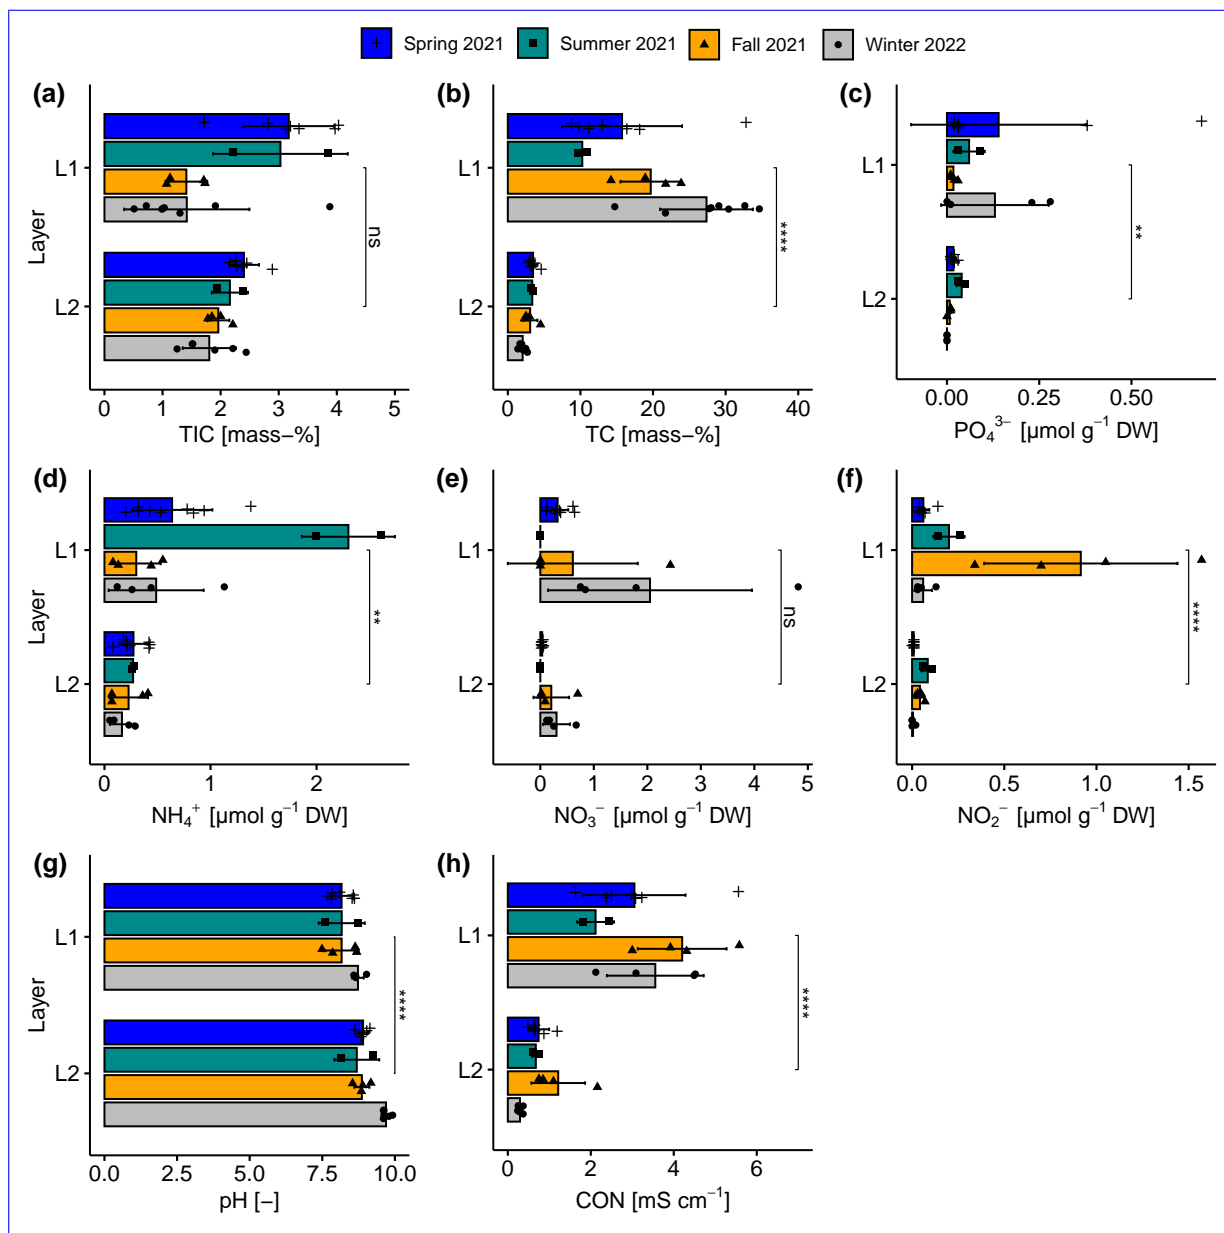 Spring 2021 Summer 2021 Fall 2021 Winter 2022
(a) (b) (c)
Layer
L1
L2
ns
0 1 2 3 4 5
TIC [mass−%]
L1
L2
****
0 10 20 30 40
TC [mass−%]
L1
L2
**
0.00 0.25 0.50
PO₄³⁻ [µmol g⁻¹ DW]
(d) (e) (f)
Layer
L1
L2
**
0 1 2
NH₄⁺ [µmol g⁻¹ DW]
L1
L2
ns
0 1 2 3 4 5
NO₃⁻ [µmol g⁻¹ DW]
L1
L2
****
0.0 0.5 1.0 1.5
NO₂⁻ [µmol g⁻¹ DW]
(g) (h)
Layer
L1
L2
****
0.0 2.5 5.0 7.5 10.0
pH [−]
L1
L2
****
0 2 4 6
CON [mS cm⁻¹]